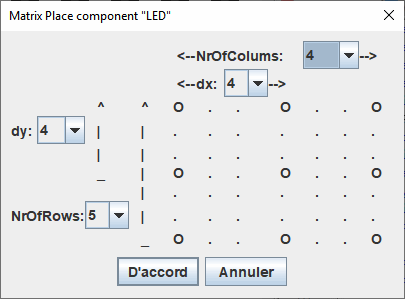 Matrix Place component "LED"
<--NrOfColums: 4 -->
<--dx: 4 -->
^ ^ O . . O . . O
dy: 4 | | . . . . . . .
| | . . . . . . .
_ | O . . O . . O
| . . . . . . .
NrOfRows: 5 | . . . . . . .
_ O . . O . . O
D'accord Annuler